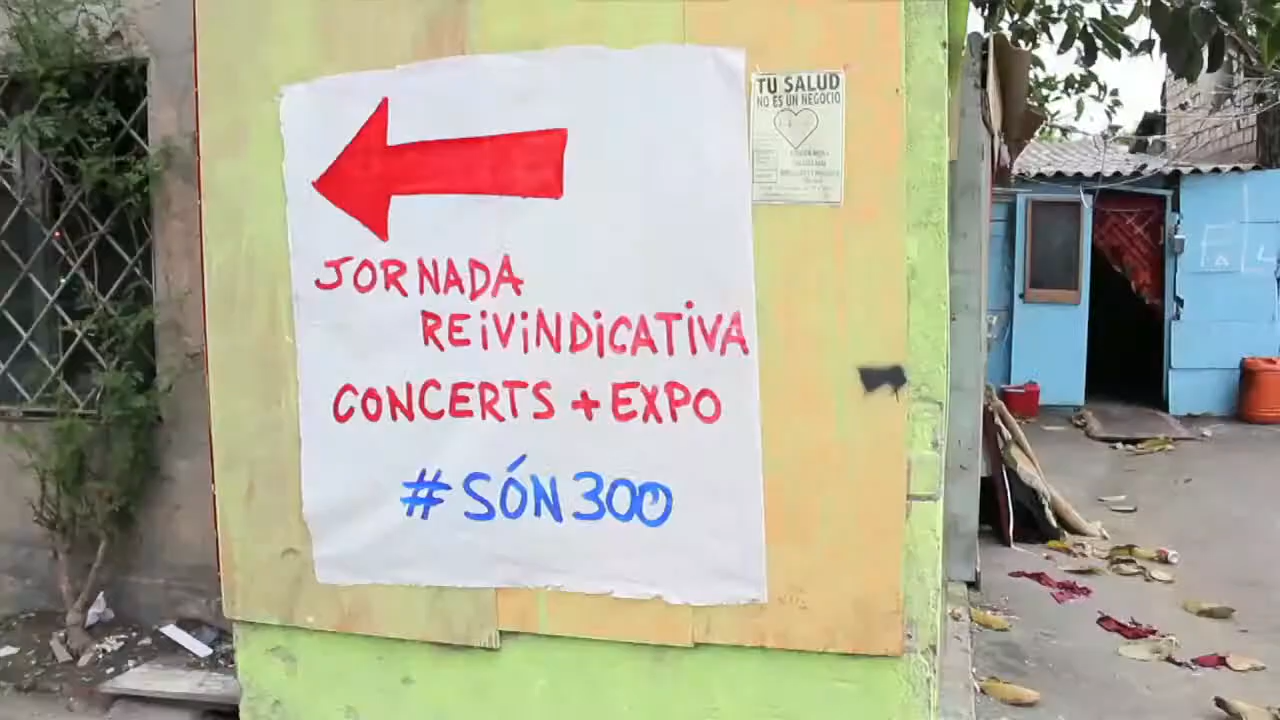 JORNADA
REIVINDICATIVA
CONCERTS + EXPO
#SÓN300
TU SALUD
NO ES UN NEGOCIO